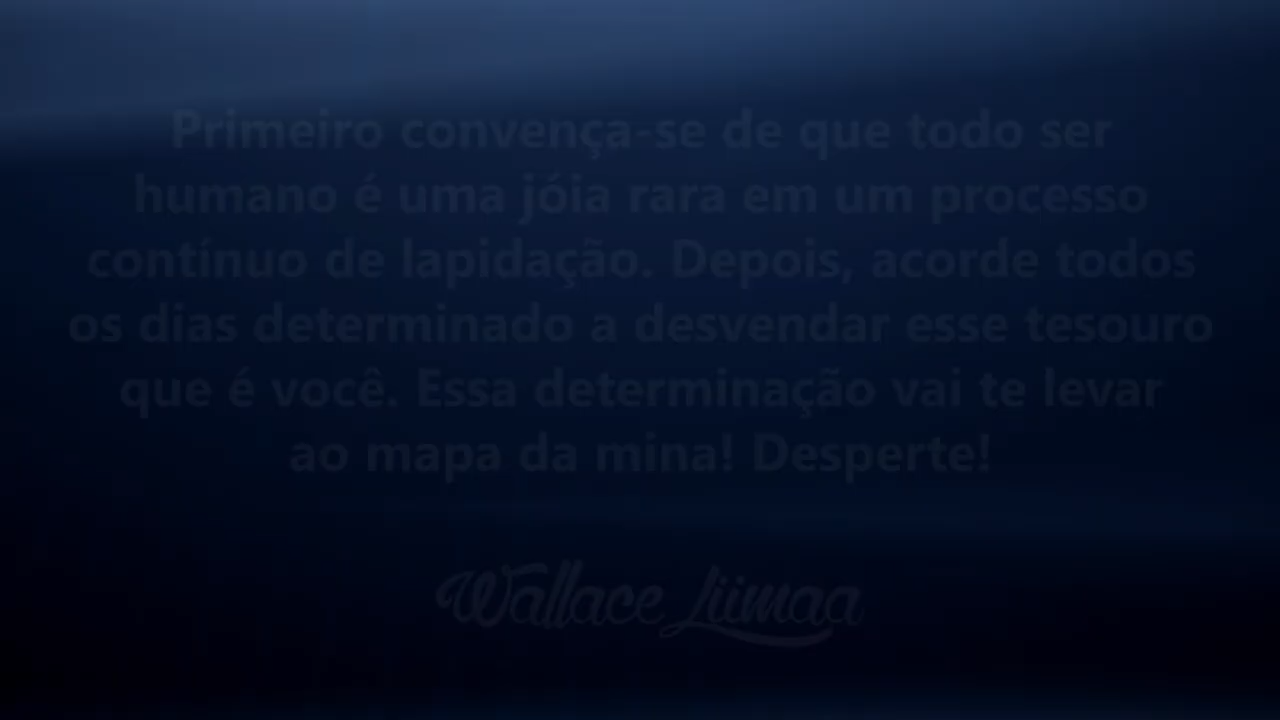 Primeiro convença-se de que todo ser
humano é uma jóia rara em um processo
contínuo de lapidação. Depois, acorde todos
os dias determinado a desvendar esse tesouro
que é você. Essa determinação vai te levar
ao mapa da mina! Desperte!
Wallace Liimaa